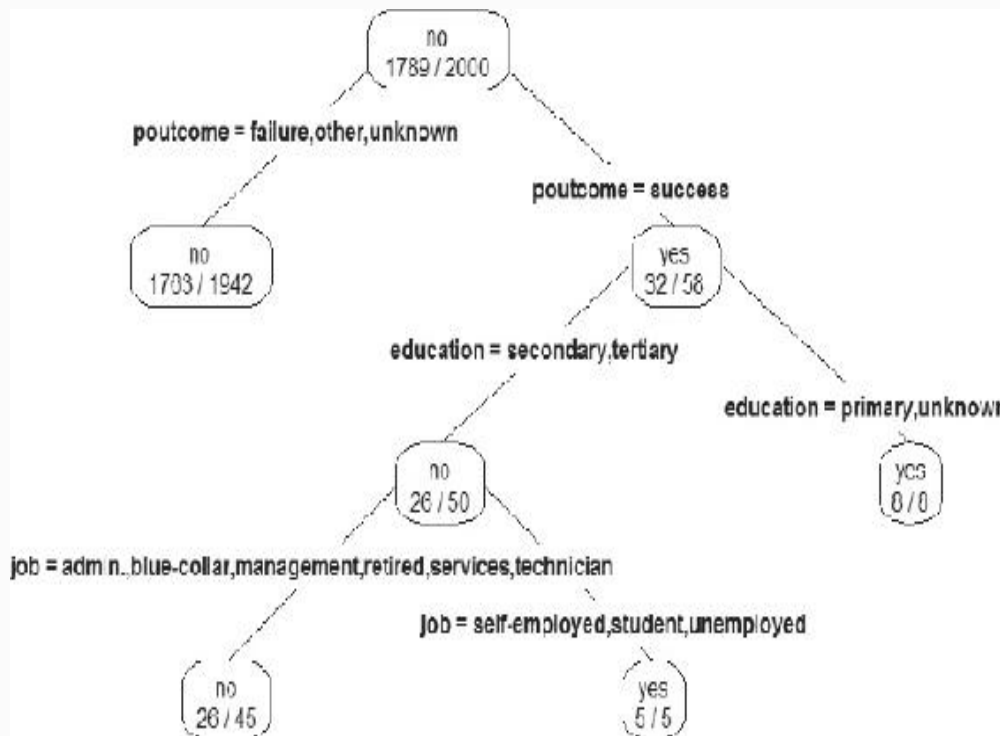 no
1789 / 2000
poutcome = failure,other,unknown
poutcome = success
no
1763 / 1942
yes
32 / 58
education = secondary,tertiary
education = primary,unknown
no
26 / 50
yes
8 / 8
job = admin.,blue-collar,management,retired,services,technician
job = self-employed,student,unemployed
no
26 / 45
yes
5 / 5